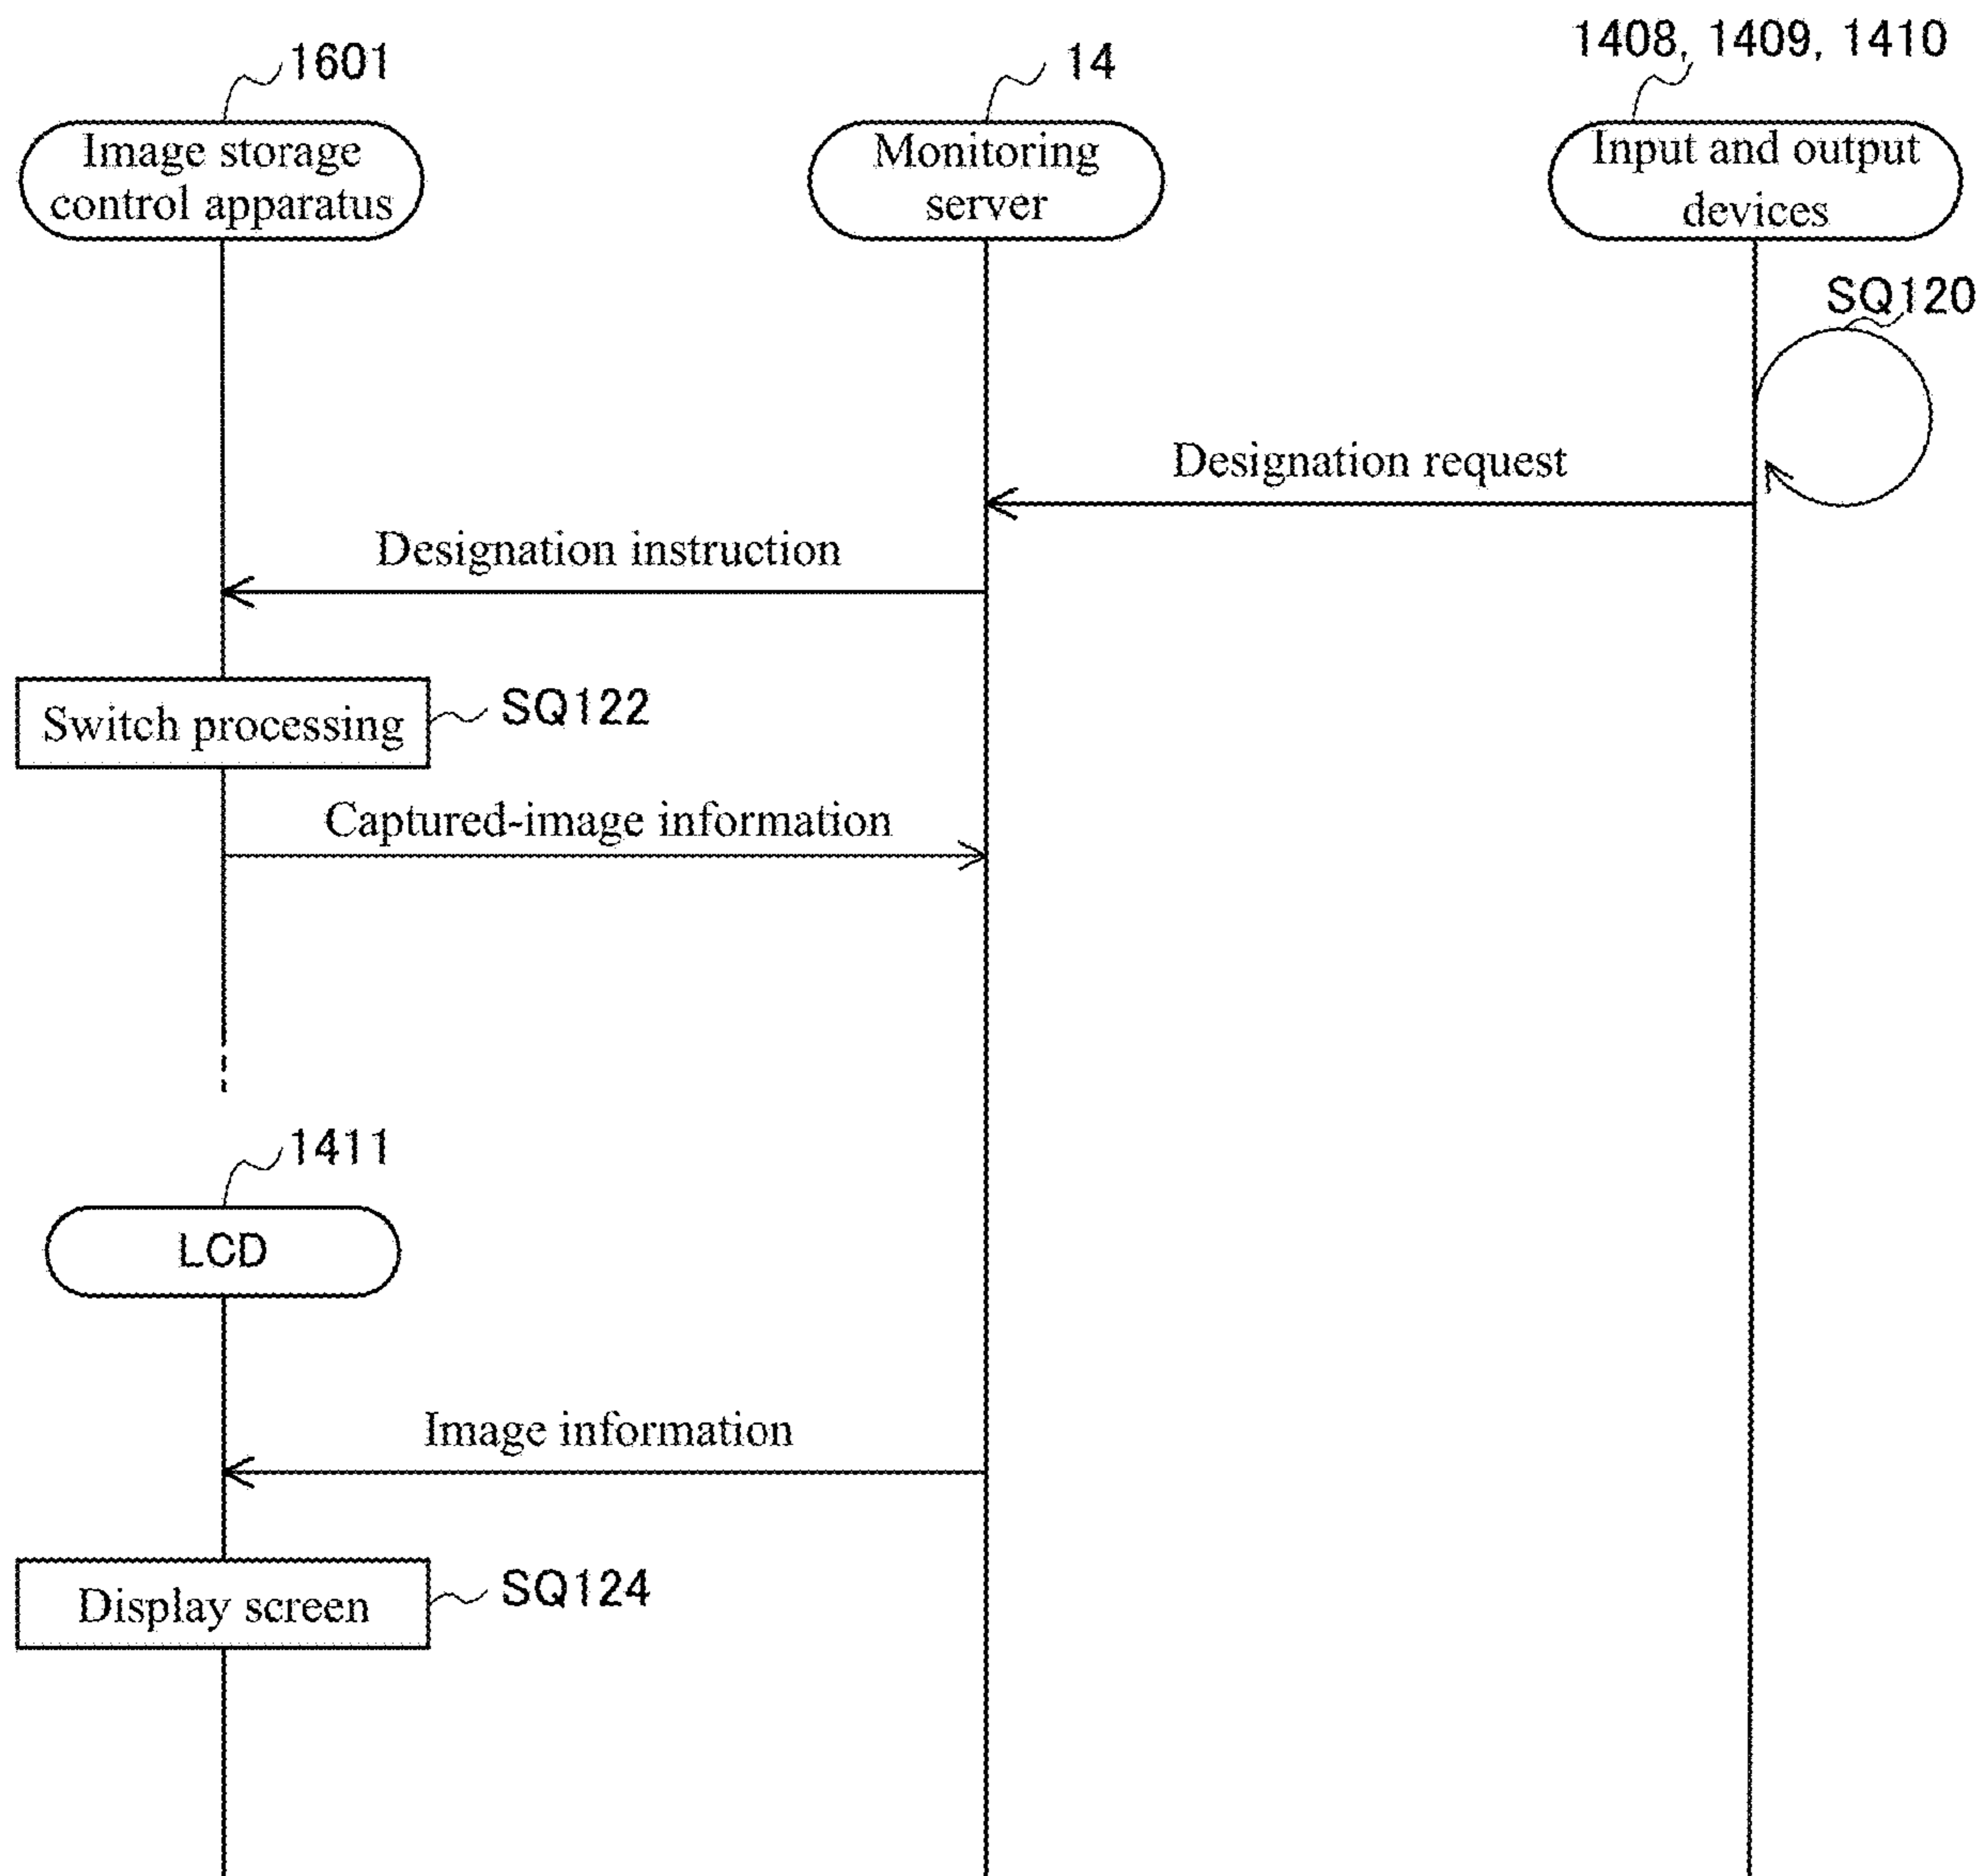 1601
14
1408, 1409, 1410
Image storage
control apparatus
Monitoring
server
Input and output
devices
SQ120
Designation request
Designation instruction
Switch processing
SQ122
Captured-image information
1411
LCD
Image information
Display screen
SQ124